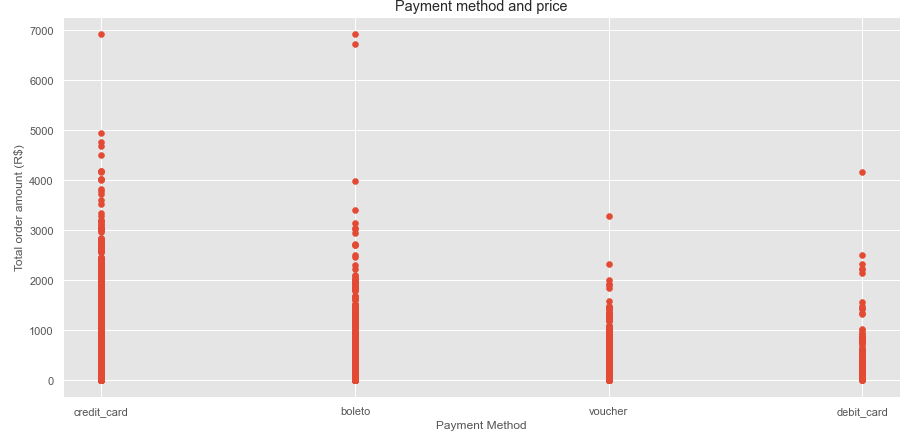 Payment method and price
7000
6000
5000
4000
3000
2000
1000
0
Total order amount (R$)
credit_card boleto voucher debit_card
Payment Method